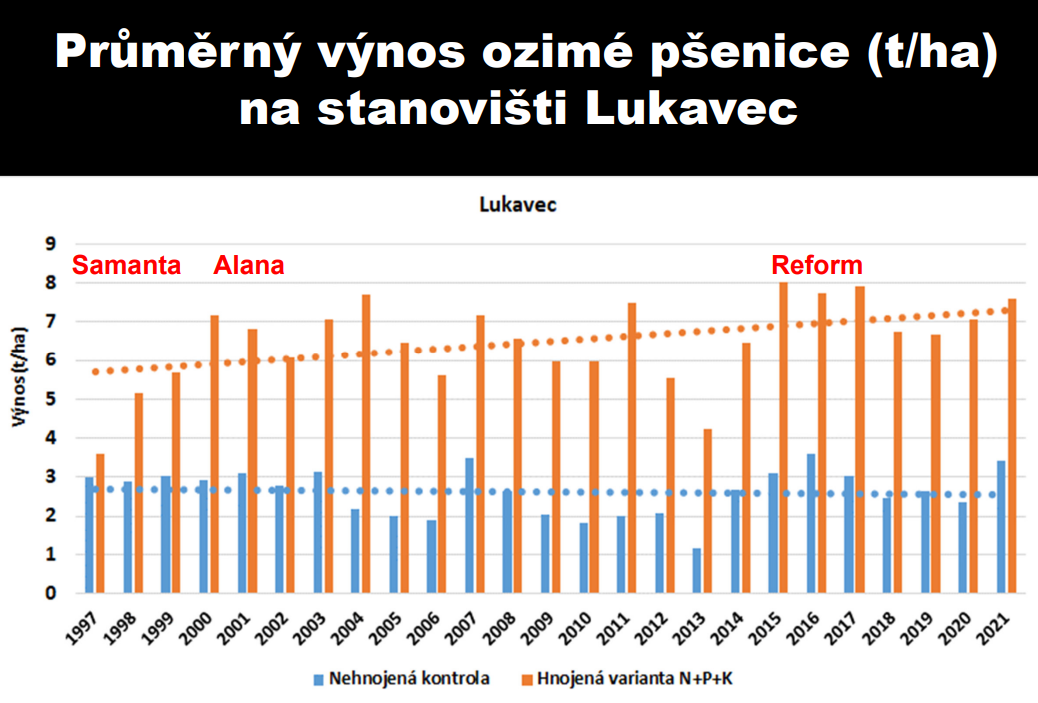 Průměrný výnos ozimé pšenice (t/ha)
na stanovišti Lukavec
Lukavec
Samanta Alana Reform
Výnos (t/ha)
9
8
7
6
5
4
3
2
1
0
1997 1998 1999 2000 2001 2002 2003 2004 2005 2006 2007 2008 2009 2010 2011 2012 2013 2014 2015 2016 2017 2018 2019 2020 2021
Nehnojená kontrola Hnojená varianta N+P+K